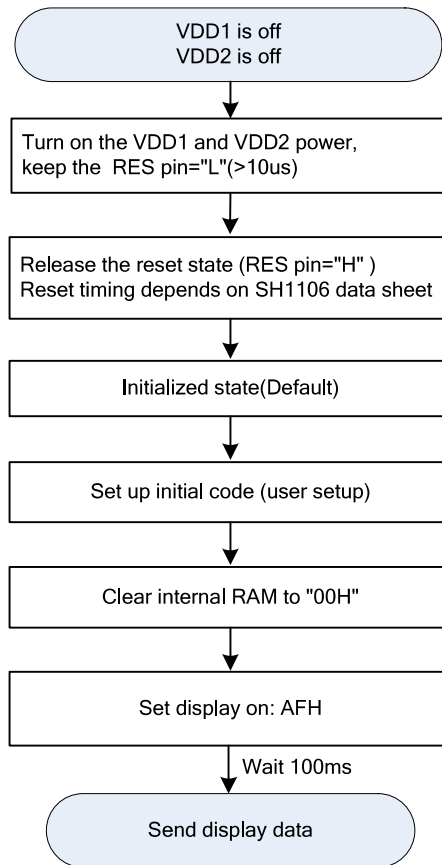 VDD1 is off
VDD2 is off
Turn on the VDD1 and VDD2 power,
keep the RES pin="L"(>10us)
Release the reset state (RES pin="H" )
Reset timing depends on SH1106 data sheet
Initialized state(Default)
Set up initial code (user setup)
Clear internal RAM to "00H"
Set display on: AFH
Wait 100ms
Send display data